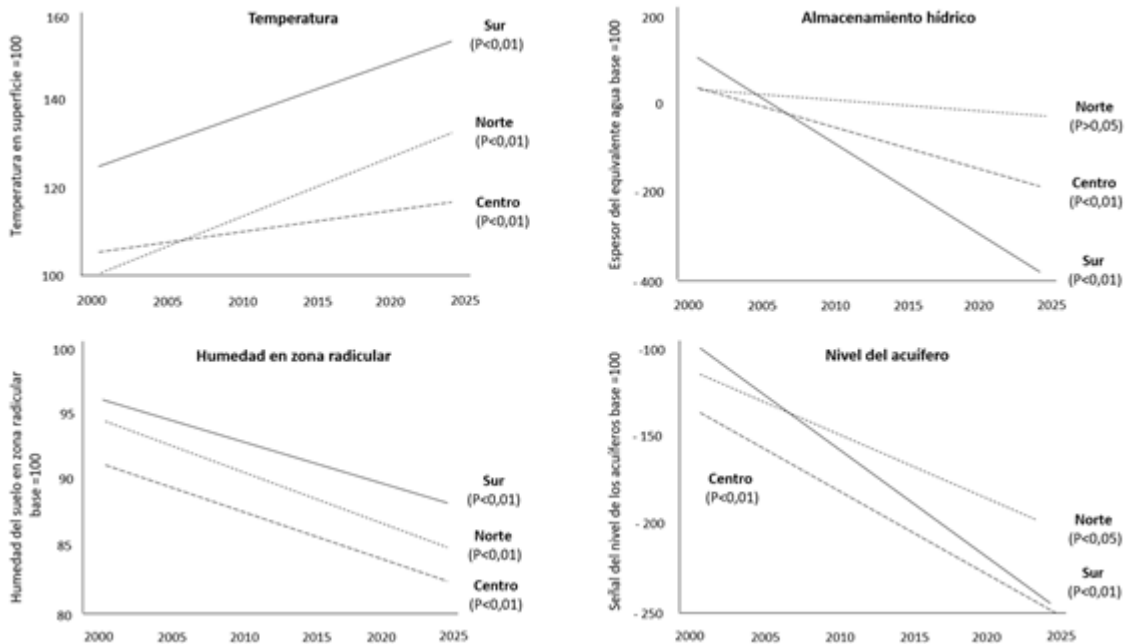 Temperatura
Temperatura en superficie =100
160
140
120
100
2000 2005 2010 2015 2020 2025
Sur
(P<0,01)
Norte
(P<0,01)
Centro
(P<0,01)
Almacenamiento hídrico
Espesor del equivalente agua base =100
200
0
- 200
-400
2000 2005 2010 2015 2020 2025
Norte
(P>0,05)
Centro
(P<0,01)
Sur
(P<0,01)
Humedad en zona radicular
Humedad del suelo en zona radicular
base =100
100
95
90
85
80
2000 2005 2010 2015 2020 2025
Sur
(P<0,01)
Norte
(P<0,01)
Centro
(P<0,01)
Nivel del acuífero
Señal del nivel de los acuíferos base =100
-100
- 150
- 200
- 250
2000 2005 2010 2015 2020 2025
Centro
(P<0,01)
Norte
(P<0,05)
Sur
(P<0,01)